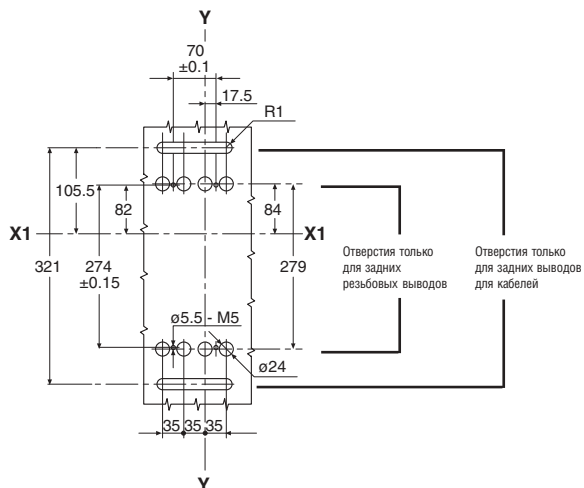 Y
70
±0.1
17.5
R1
105.5
82
84
X1
X1
321
274
±0.15
279
Отверстия только
для задних
резьбовых выводов
Отверстия только
для задних выводов
для кабелей
ø5.5 - M5
ø24
35 35 35
Y